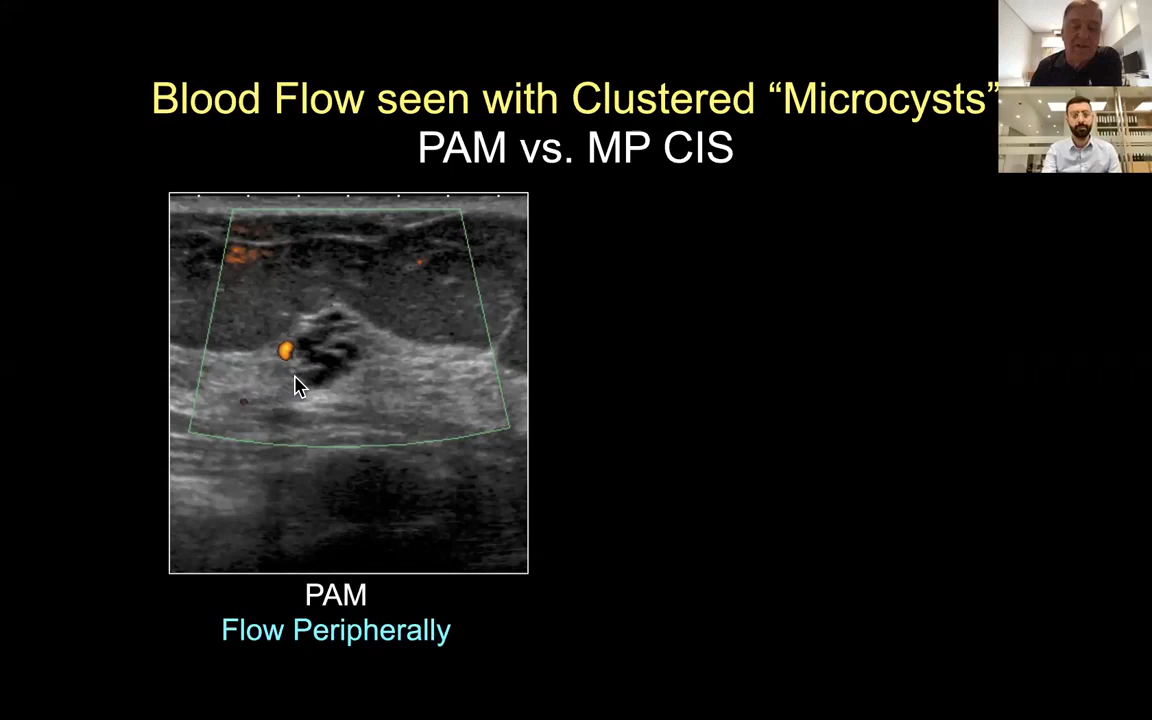 Blood Flow seen with Clustered “Microcysts”
PAM vs. MP CIS
PAM
Flow Peripherally